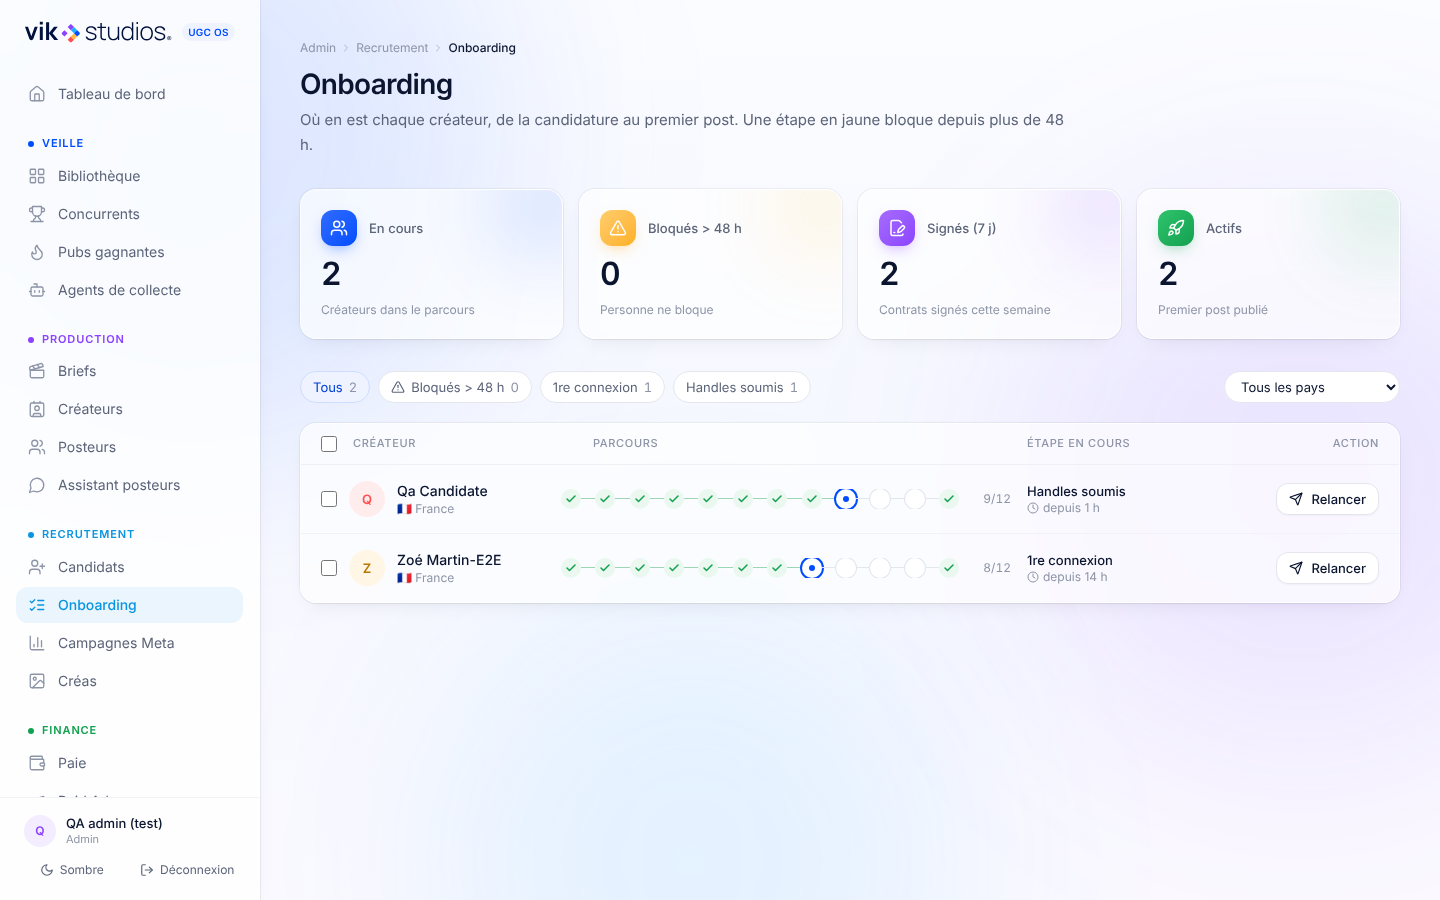 vik studios® UGC OS
Tableau de bord
VEILLE
Bibliothèque
Concurrents
Pubs gagnantes
Agents de collecte
PRODUCTION
Briefs
Créateurs
Posteurs
Assistant posteurs
RECRUTEMENT
Candidats
Onboarding
Campagnes Meta
Créas
FINANCE
Paie
Q QA admin (test)
Admin
Sombre Déconnexion
Admin Recrutement Onboarding
Onboarding
Où en est chaque créateur, de la candidature au premier post. Une étape en jaune bloque depuis plus de 48
h.
En cours
2
Créateurs dans le parcours
Bloqués > 48 h
0
Personne ne bloque
Signés (7 j)
2
Contrats signés cette semaine
Actifs
2
Premier post publié
Tous 2 Bloqués > 48 h 0 1re connexion 1 Handles soumis 1 Tous les pays
CRÉATEUR PARCOURS ÉTAPE EN COURS ACTION
Q Qa Candidate 9/12 Handles soumis Relancer
France depuis 1 h
Z Zoé Martin-E2E 8/12 1re connexion Relancer
France depuis 14 h